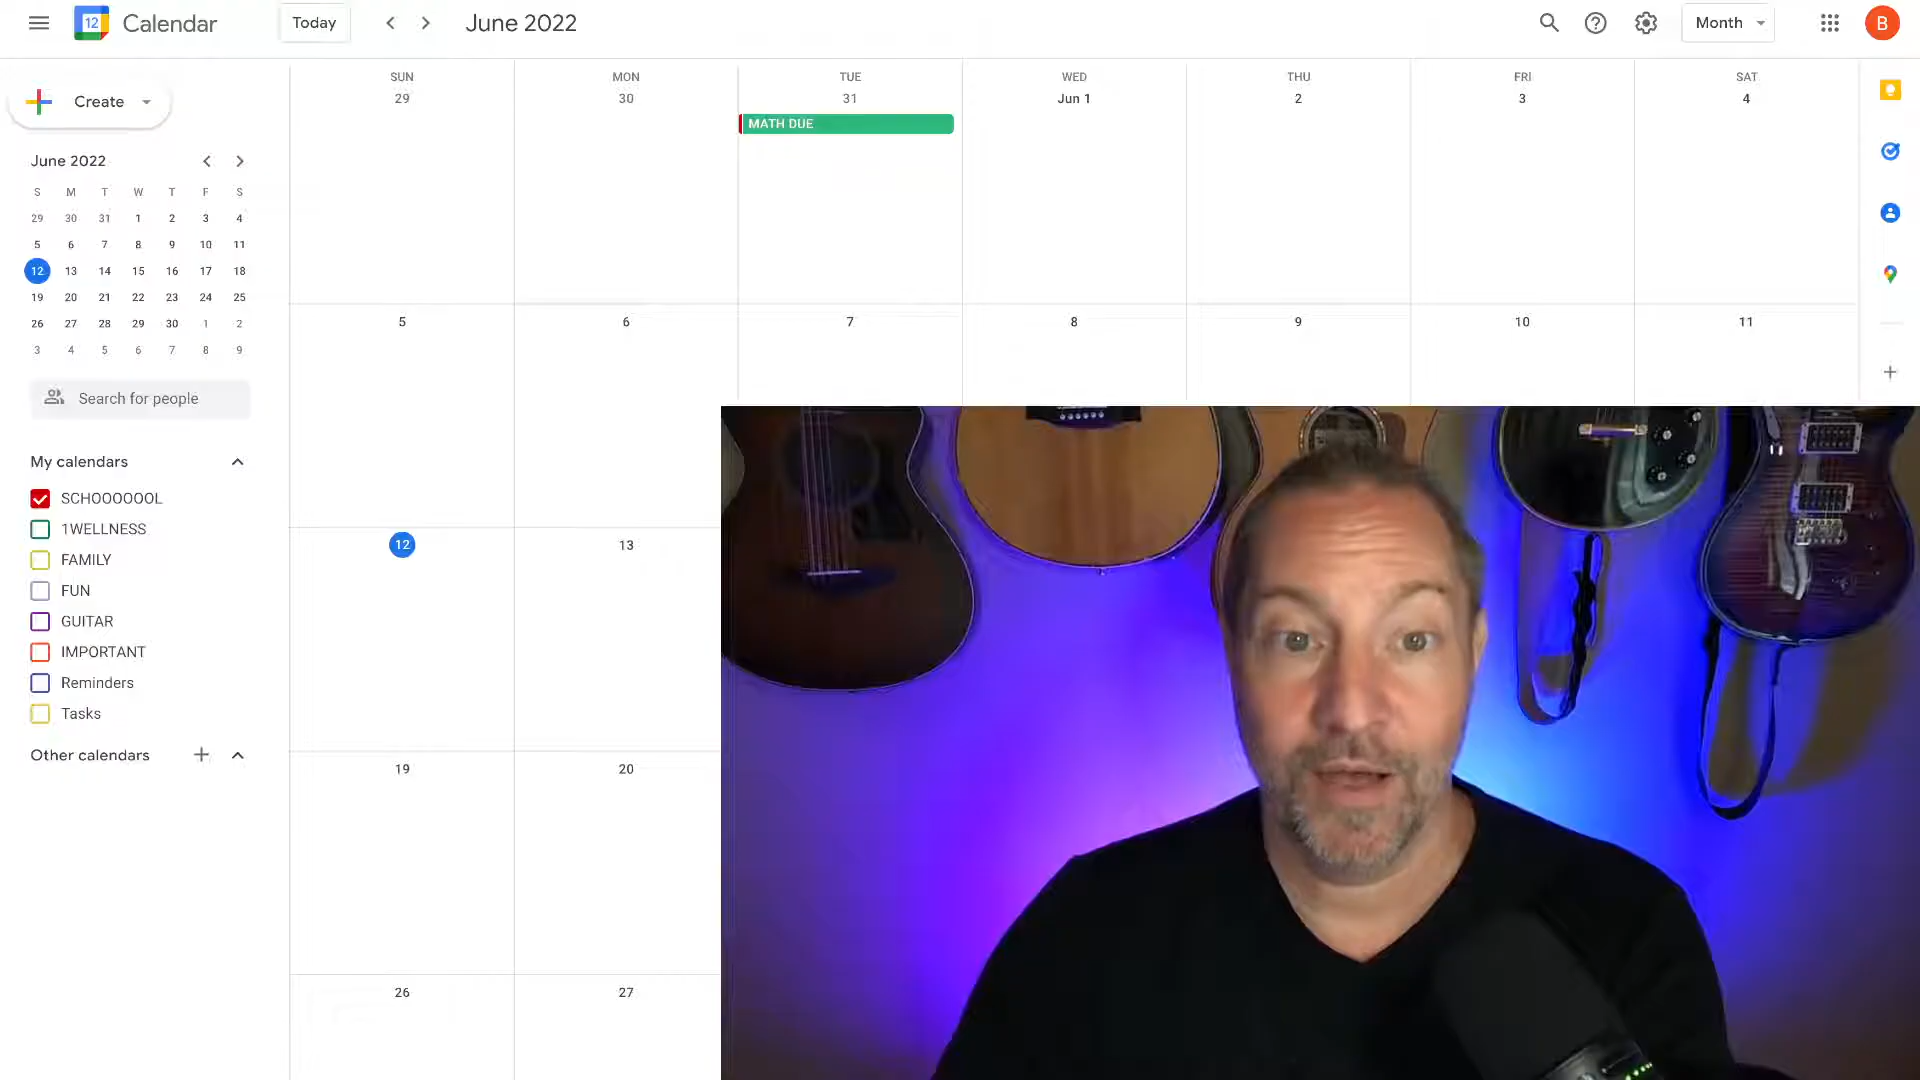 12 Calendar Today June 2022 Month B
Create
June 2022
S M T W T F S
29 30 31 1 2 3 4
5 6 7 8 9 10 11
12 13 14 15 16 17 18
19 20 21 22 23 24 25
26 27 28 29 30 1 2
3 4 5 6 7 8 9
Search for people
My calendars
SCHOOOOOOL
1WELLNESS
FAMILY
FUN
GUITAR
IMPORTANT
Reminders
Tasks
Other calendars
SUN MON TUE WED THU FRI SAT
29 30 31 Jun 1 2 3 4
MATH DUE
5 6 7 8 9 10 11
12 13
19 20
26 27